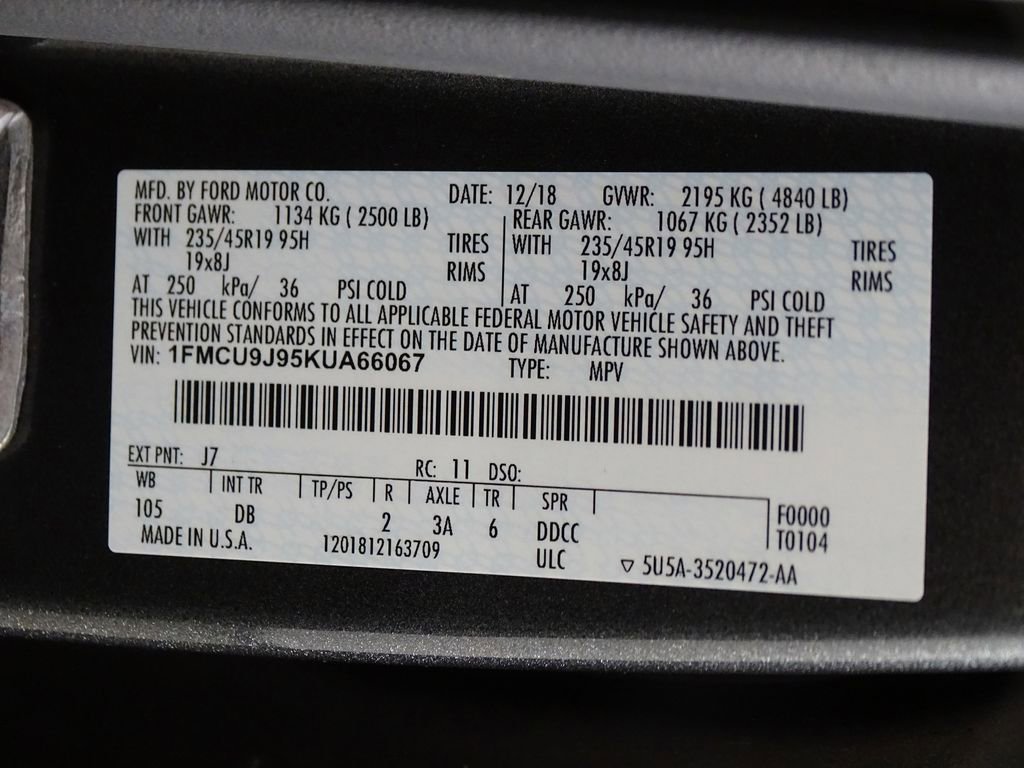 MFD. BY FORD MOTOR CO. DATE: 12/18 GVWR: 2195 KG ( 4840 LB)
FRONT GAWR: 1134 KG ( 2500 LB) REAR GAWR: 1067 KG ( 2352 LB)
WITH 235/45R19 95H TIRES WITH 235/45R19 95H TIRES
19x8J RIMS 19x8J RIMS
AT 250 kPa/ 36 PSI COLD AT 250 kPa/ 36 PSI COLD
THIS VEHICLE CONFORMS TO ALL APPLICABLE FEDERAL MOTOR VEHICLE SAFETY AND THEFT
PREVENTION STANDARDS IN EFFECT ON THE DATE OF MANUFACTURE SHOWN ABOVE.
VIN: 1FMCU9J95KUA66067 TYPE: MPV
EXT PNT: J7 RC: 11 DSO:
WB INT TR TP/PS R AXLE TR SPR
105 DB 2 3A 6 DDCC F0000
MADE IN U.S.A. 1201812163709 ULC T0104
▽ 5U5A-3520472-AA